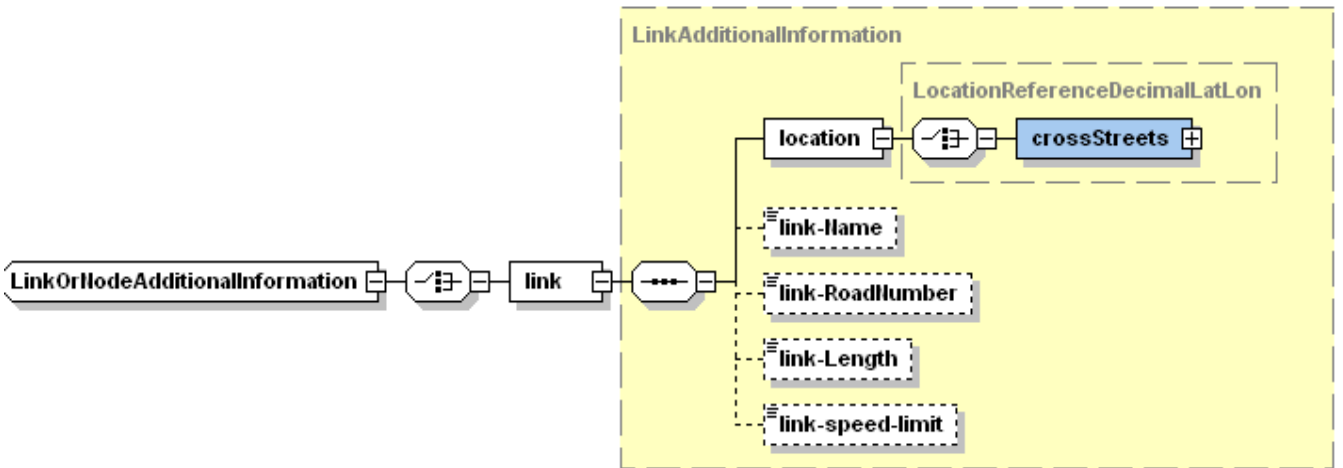 LinkAdditionalInformation
LocationReferenceDecimalLatLon
location
crossStreets
link-Name
LinkOrNodeAdditionalInformation
link
link-RoadNumber
link-Length
link-speed-limit